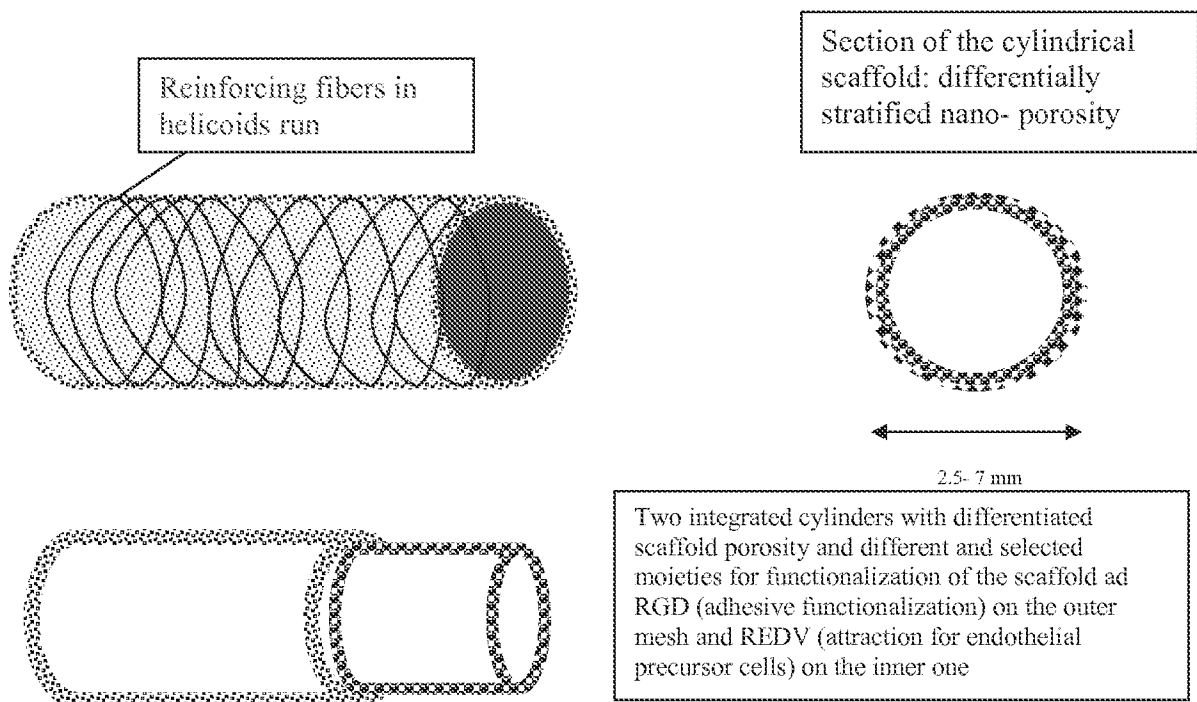 Reinforcing fibers in
helicoids run
Section of the cylindrical
scaffold: differentially
stratified nano- porosity
2.5- 7 mm
Two integrated cylinders with differentiated
scaffold porosity and different and selected
moieties for functionalization of the scaffold ad
RGD (adhesive functionalization) on the outer
mesh and REDV (attraction for endothelial
precursor cells) on the inner one